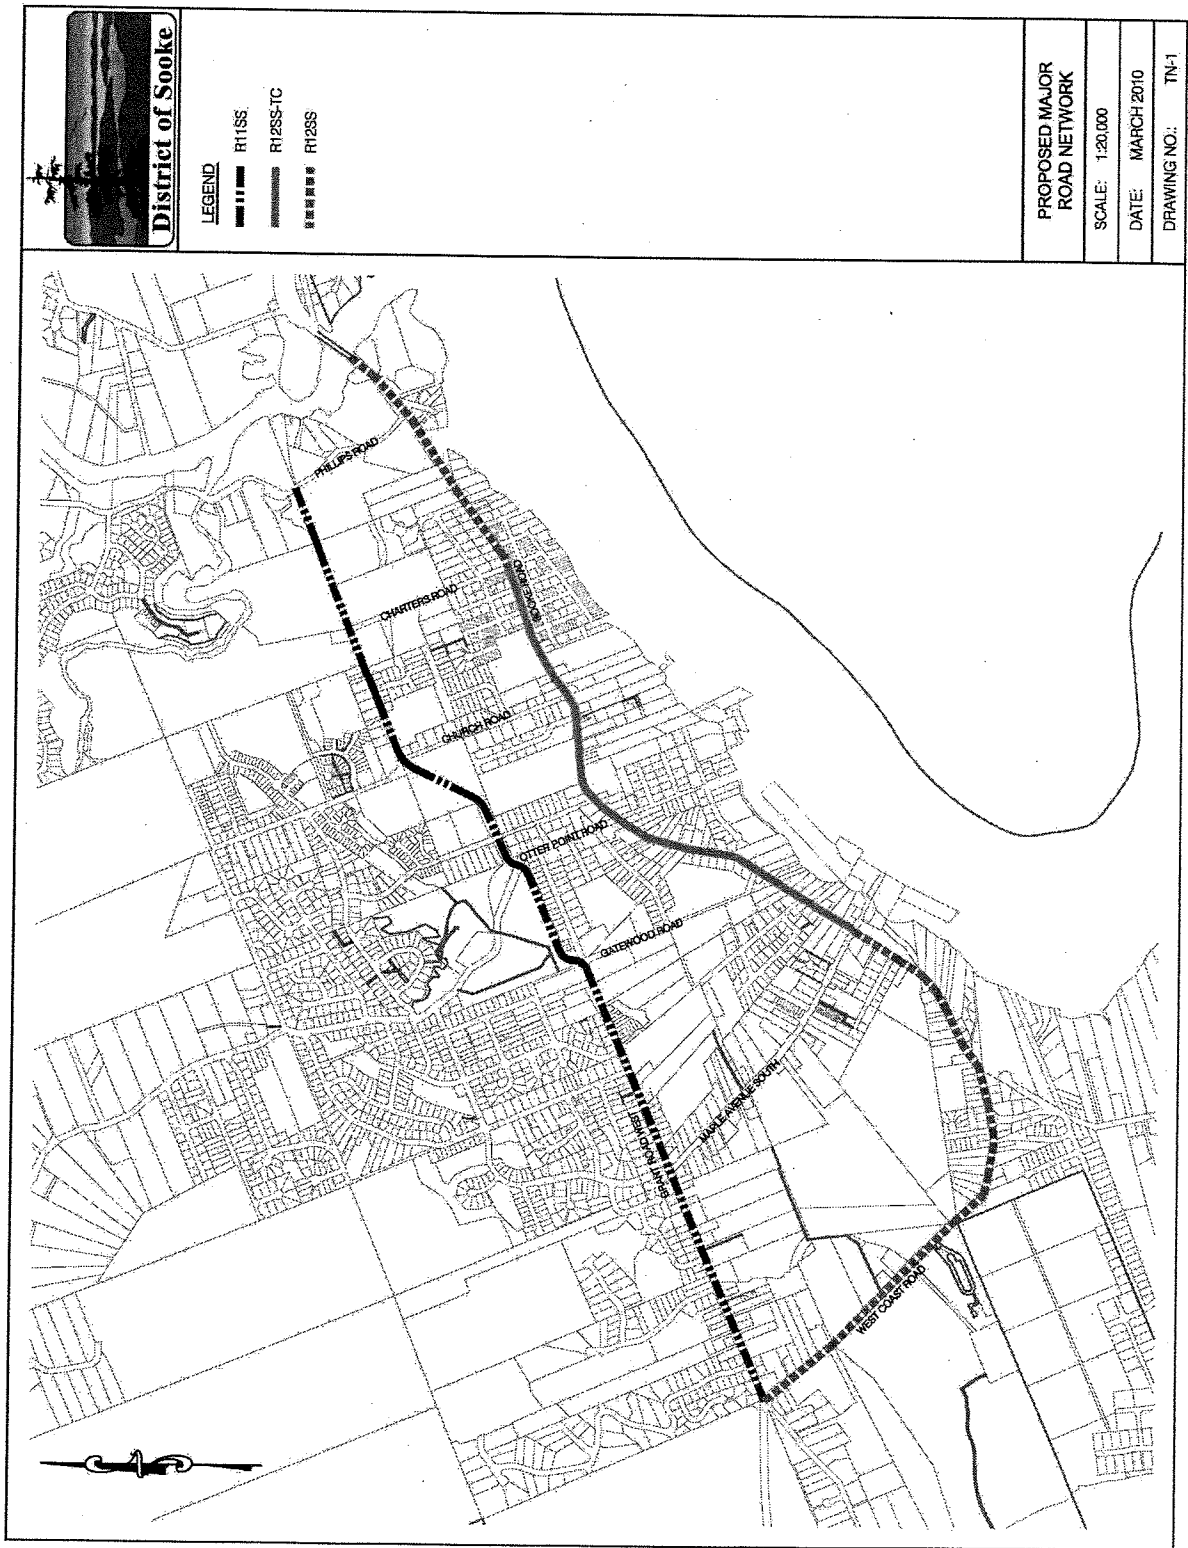 District of Sooke
LEGEND
R11SS
R12SS-TC
R12SS
PROPOSED MAJOR
ROAD NETWORK
SCALE: 1:20,000
DATE: MARCH 2010
DRAWING NO.: TN-1
PHILLIPS ROAD
CHARTERS ROAD
SOOKE ROAD
CHURCH ROAD
OTTER POINT ROAD
GATEWOOD ROAD
MAPLE AVENUE SOUTH
GRANT ROAD WEST
WEST COAST ROAD